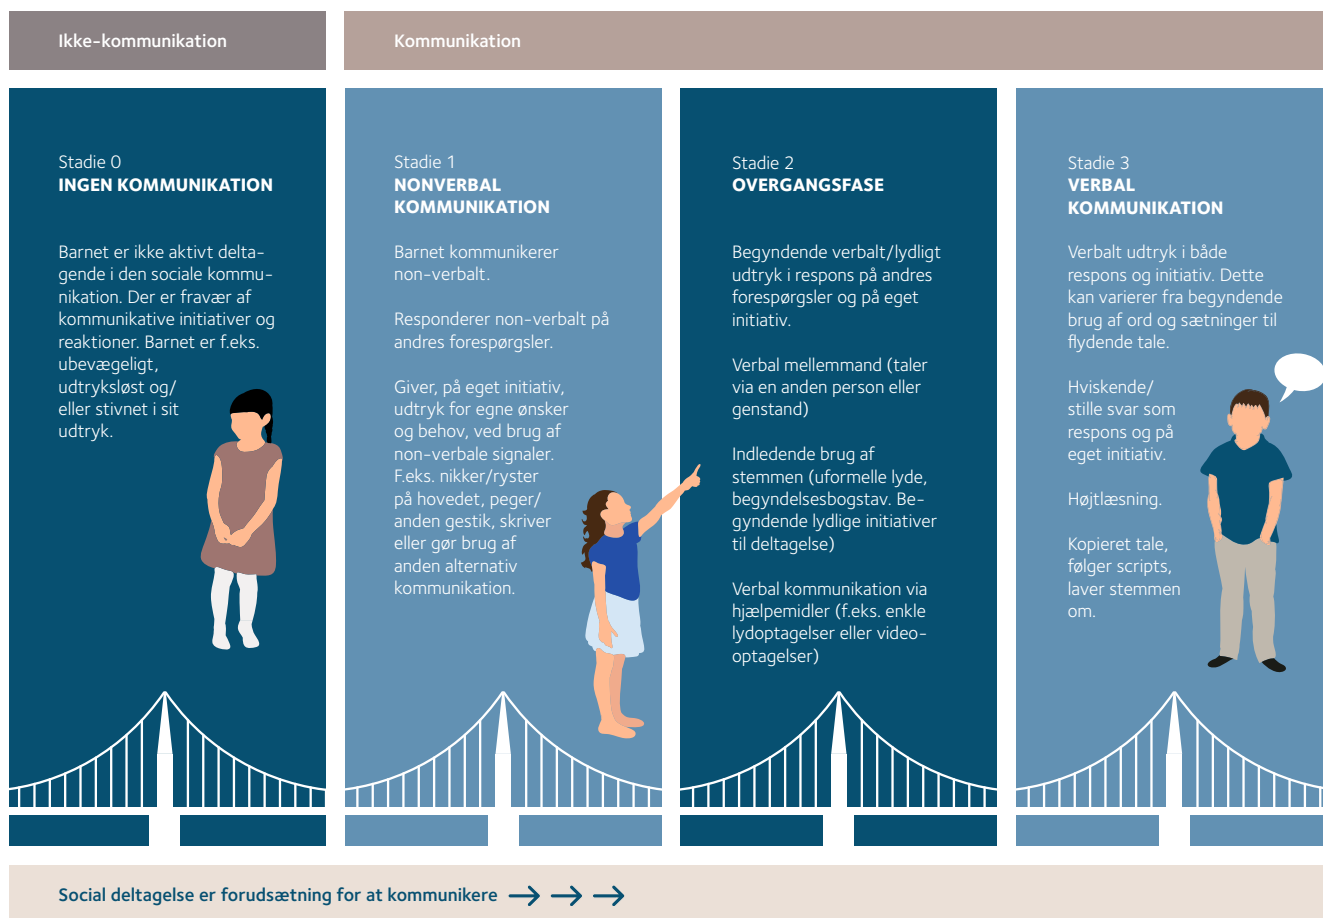 Ikke-kommunikation
Kommunikation
Stadie 0
INGEN KOMMUNIKATION
Barnet er ikke aktivt delta-
gende i den sociale kommu-
nikation. Der er fravær af
kommunikative initiativer og
reaktioner. Barnet er f.eks.
ubevægeligt,
udtryksløst og/
eller stivnet i sit
udtryk.
Stadie 1
NONVERBAL
KOMMUNIKATION
Barnet kommunikerer
non-verbalt.
Responderer non-verbalt på
andres forespørgsler.
Giver, på eget initiativ,
udtryk for egne ønsker
og behov, ved brug af
non-verbale signaler.
F.eks. nikker/ryster
på hovedet, peger/
anden gestik, skriver
eller gør brug af
anden alternativ
kommunikation.
Stadie 2
OVERGANGSFASE
Begyndende verbalt/lydligt
udtryk i respons på andres
forespørgsler og på eget
initiativ.
Verbal mellemmand (taler
via en anden person eller
genstand)
Indledende brug af
stemmen (uformelle lyde,
begyndelsesbogstav. Be-
gyndende lydlige initiativer
til deltagelse)
Verbal kommunikation via
hjælpemidler (f.eks. enkle
lydoptagelser eller video-
optagelser)
Stadie 3
VERBAL
KOMMUNIKATION
Verbalt udtryk i både
respons og initiativ. Dette
kan varierer fra begyndende
brug af ord og sætninger til
flydende tale.
Hviskende/
stille svar som
respons og på
eget initiativ.
Højtlæsning.
Kopieret tale,
følger scripts,
laver stemmen
om.
Social deltagelse er forudsætning for at kommunikere